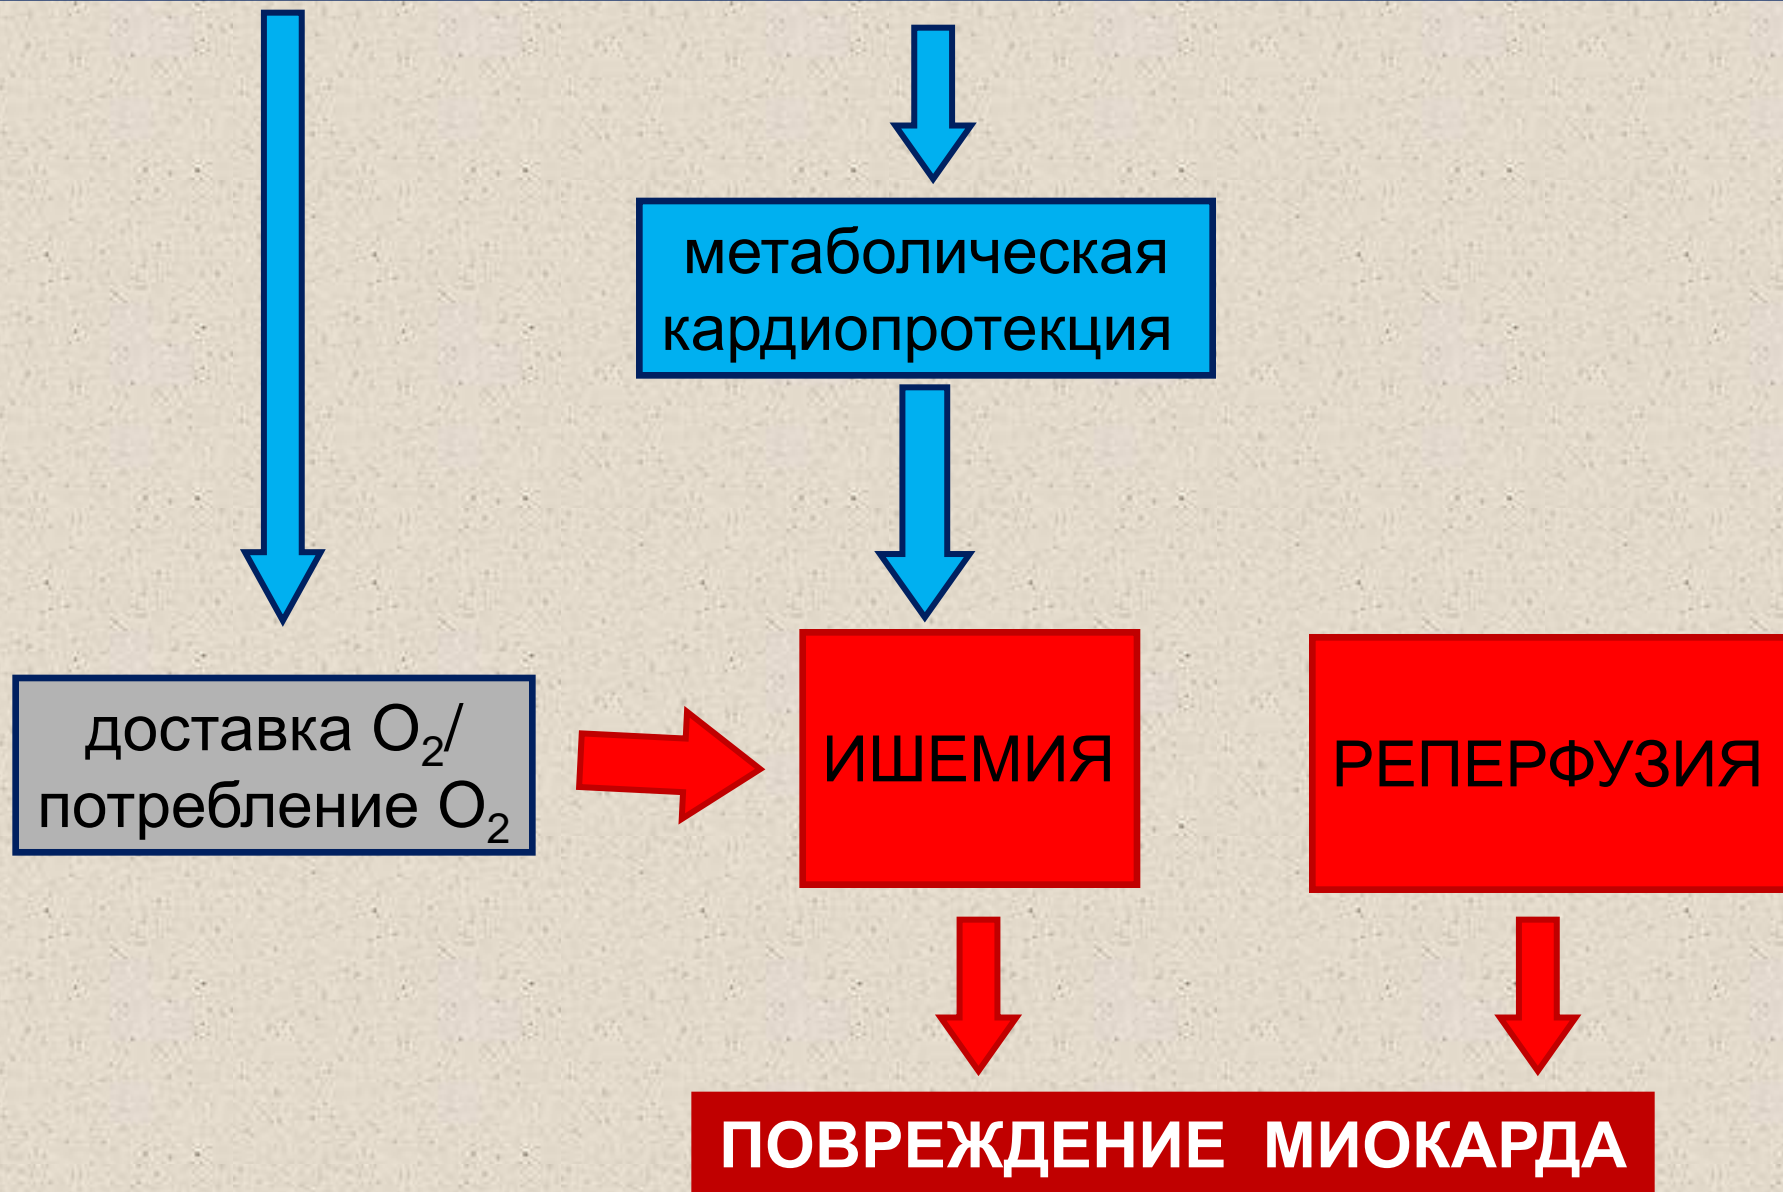 метаболическая
кардиопротекция
доставка O₂/
потребление O₂
ИШЕМИЯ
РЕПЕРФУЗИЯ
ПОВРЕЖДЕНИЕ МИОКАРДА